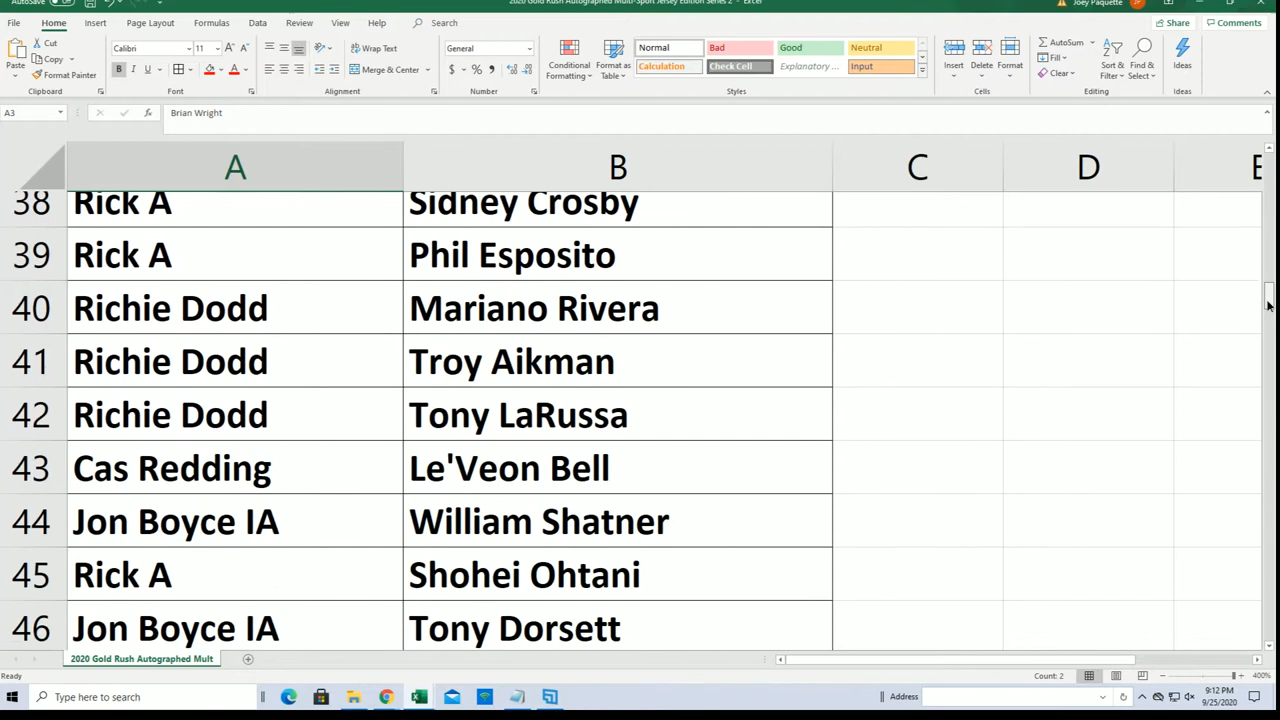 AutoSave
2020 Gold Rush Autographed Multi-Sport Jersey Edition Series 2 - Excel
Joey Paquette
File Home Insert Page Layout Formulas Data Review View Help Search Share Comments
Paste Cut Copy Format Painter Clipboard
Calibri 11 B I U Font
Wrap Text Merge & Center Alignment
General $ % Number
Conditional Formatting Format as Table
Normal Bad Good Neutral
Calculation Check Cell Explanatory ... Input
Styles
Insert Delete Format Cells
AutoSum Fill Clear Sort & Filter Find & Select Editing
Ideas Ideas
A3 fx Brian Wright
A B C D E
38 Rick A Sidney Crosby
39 Rick A Phil Esposito
40 Richie Dodd Mariano Rivera
41 Richie Dodd Troy Aikman
42 Richie Dodd Tony LaRussa
43 Cas Redding Le'Veon Bell
44 Jon Boyce IA William Shatner
45 Rick A Shohei Ohtani
46 Jon Boyce IA Tony Dorsett
2020 Gold Rush Autographed Mult
Ready Count: 2 400%
Type here to search Address 9:12 PM
9/25/2020